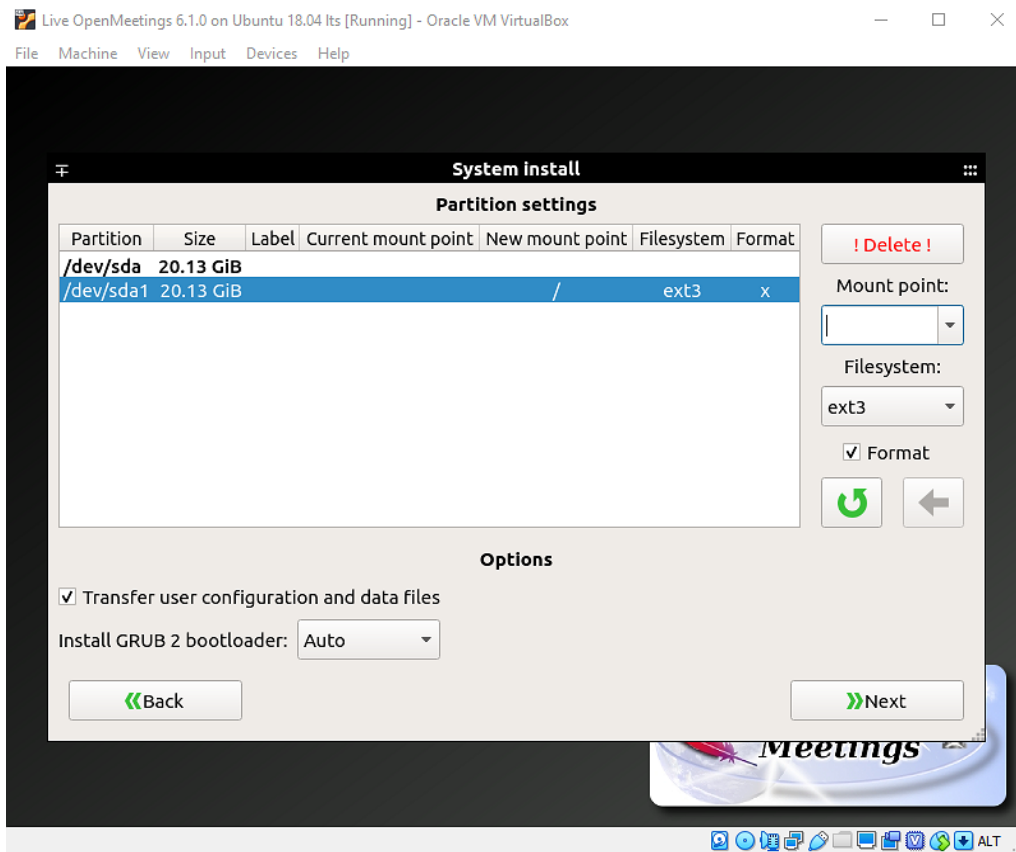 Live OpenMeetings 6.1.0 on Ubuntu 18.04 lts [Running] - Oracle VM VirtualBox
File Machine View Input Devices Help
System install
Partition settings
Partition Size Label Current mount point New mount point Filesystem Format
/dev/sda 20.13 GiB
/dev/sda1 20.13 GiB / ext3 x
! Delete !
Mount point:
Filesystem:
ext3
Format
Options
Transfer user configuration and data files
Install GRUB 2 bootloader: Auto
Back
Next
Meetings
ALT